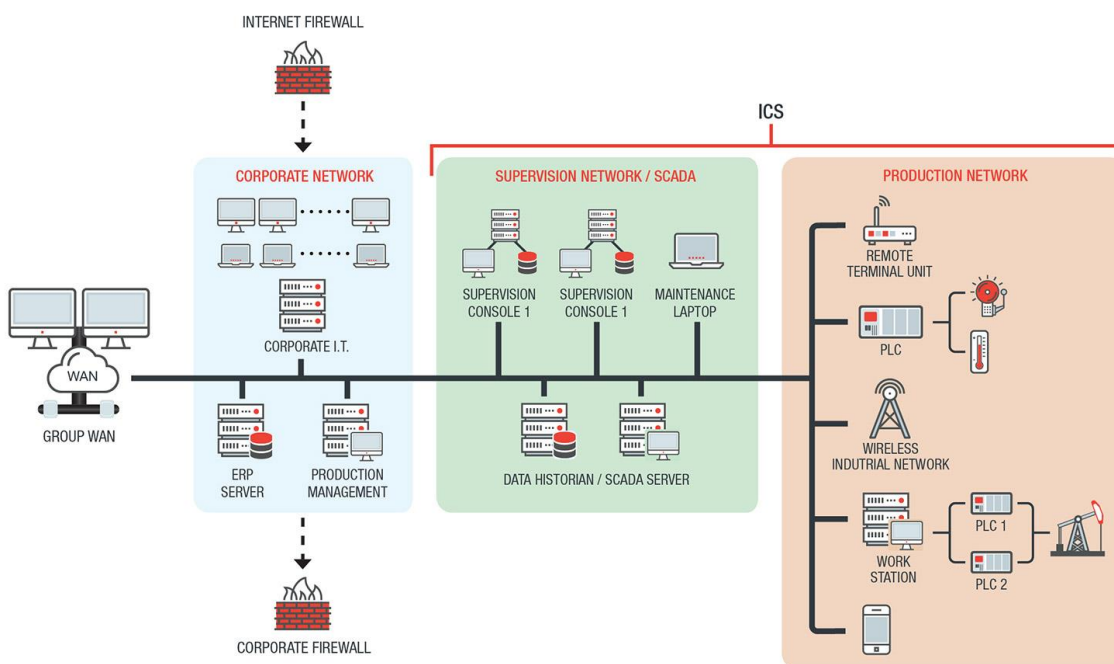 INTERNET FIREWALL
ICS
CORPORATE NETWORK
SUPERVISION NETWORK / SCADA
PRODUCTION NETWORK
REMOTE
TERMINAL UNIT
SUPERVISION
CONSOLE 1
SUPERVISION
CONSOLE 1
MAINTENANCE
LAPTOP
CORPORATE I.T.
PLC
WAN
GROUP WAN
ERP
SERVER
PRODUCTION
MANAGEMENT
DATA HISTORIAN / SCADA SERVER
WIRELESS
INDUTRIAL NETWORK
WORK
STATION
PLC 1
PLC 2
CORPORATE FIREWALL